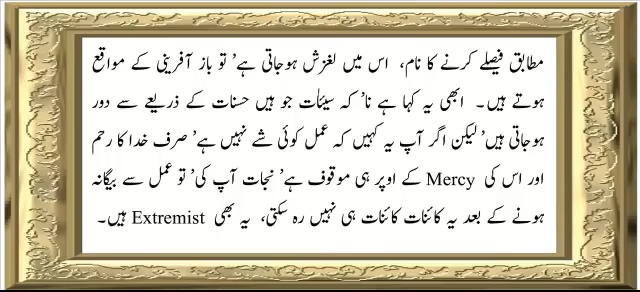 مطابق فیصلے کرنے کا نام، اس میں لغزش ہوجاتی ہے’ تو باز آفرینی کے مواقع
ہوتے ہیں۔ ابھی یہ کہا ہے نا’ کہ سیئات جو ہیں حسنات کے ذریعے سے دور
ہوجاتی ہیں’ لیکن اگر آپ یہ کہیں کہ عمل کوئی شے نہیں ہے’ صرف خدا کا رحم
اور اس کی Mercy کے اوپر ہی موقوف ہے’ نجات آپ کی’ تو عمل سے بیگانہ
ہونے کے بعد یہ کائنات کائنات ہی نہیں رہ سکتی، یہ بھی Extremist ہیں۔